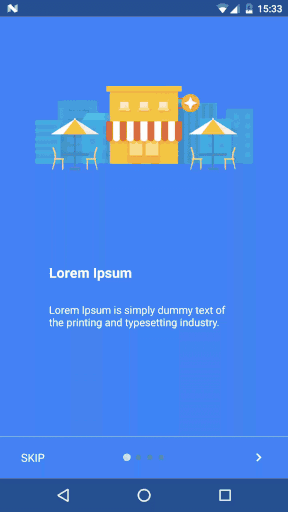 15:33
Lorem Ipsum
Lorem Ipsum is simply dummy text of
the printing and typesetting industry.
SKIP